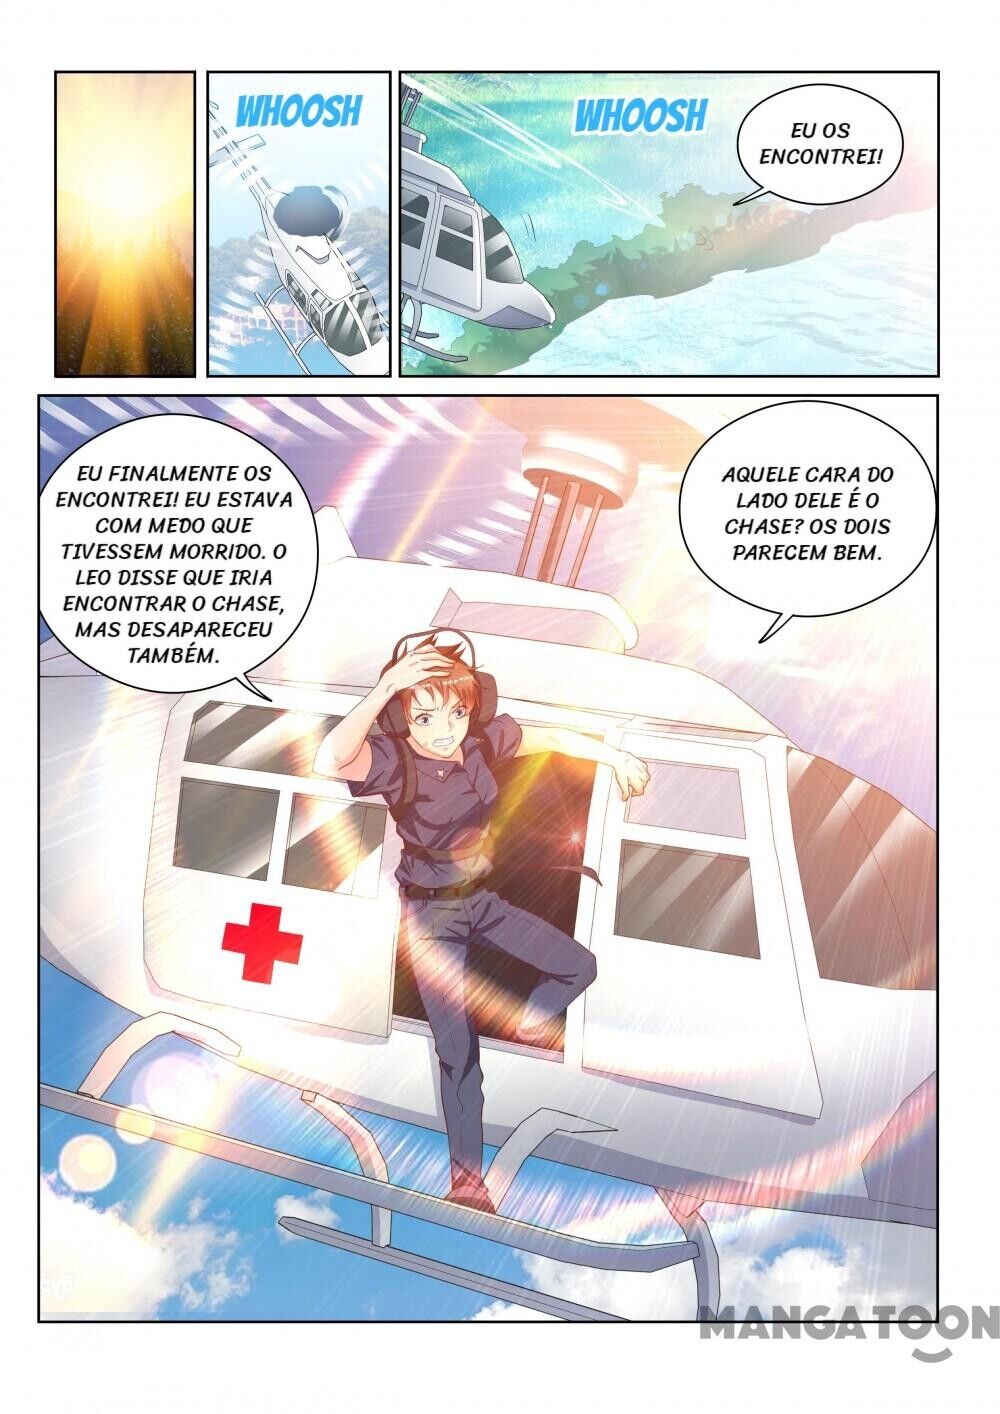 WHOOSH
WHOOSH
EU OS
ENCONTREI!
EU FINALMENTE OS
ENCONTREI! EU ESTAVA
COM MEDO QUE
TIVESSEM MORRIDO. O
LEO DISSE QUE IRIA
ENCONTRAR O CHASE,
MAS DESAPARECEU
TAMBÉM.
AQUELE CARA DO
LADO DELE É O
CHASE? OS DOIS
PARECEM BEM.
MANGATOON